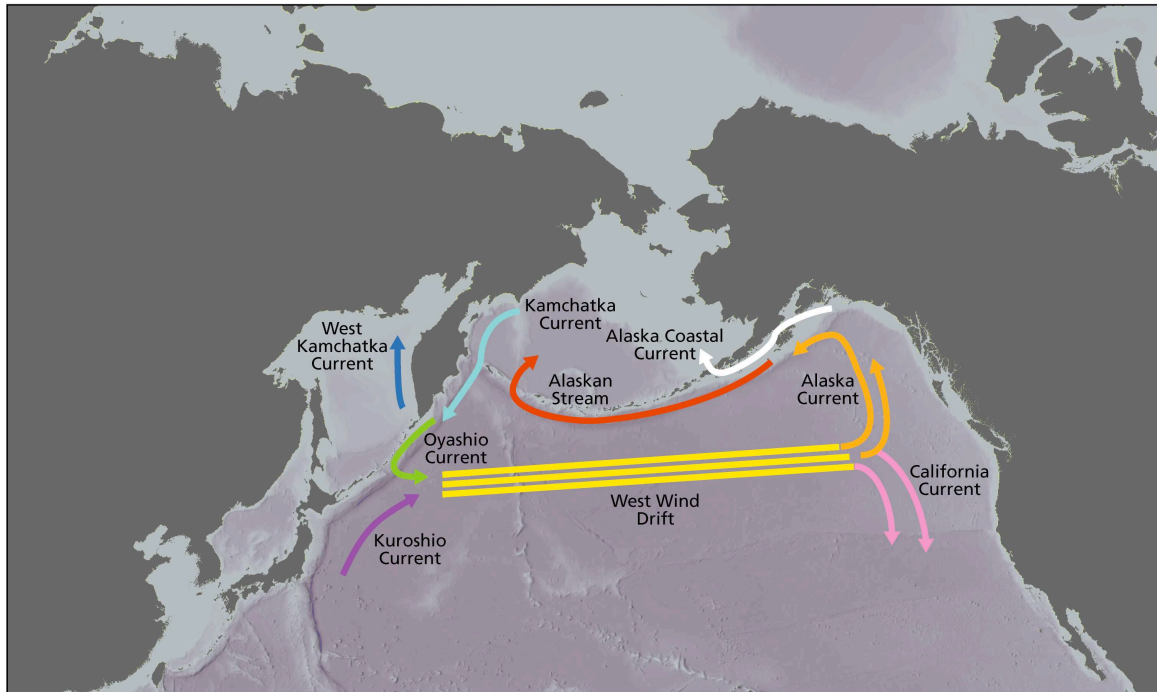 Kamchatka
Current
West
Kamchatka
Current
Alaska Coastal
Current
Alaskan
Stream
Alaska
Current
Oyashio
Current
California
Current
West Wind
Drift
Kuroshio
Current